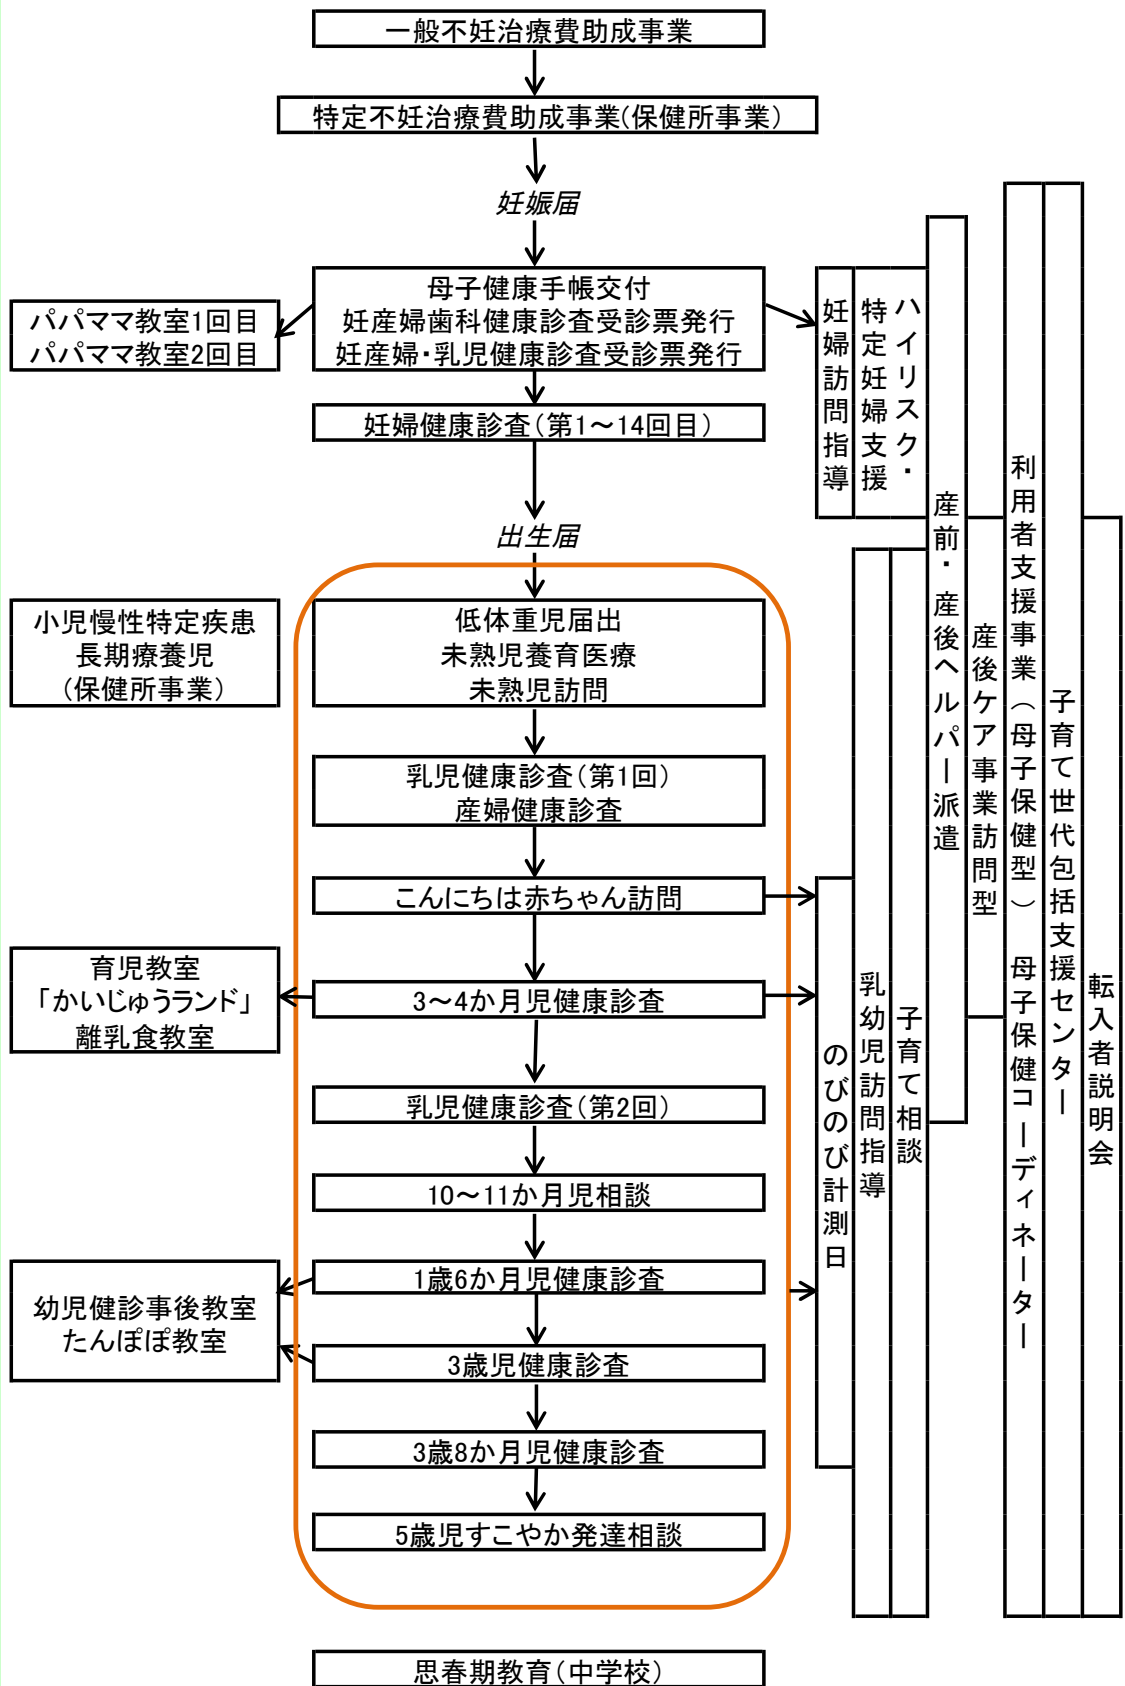 一般不妊治療費助成事業
特定不妊治療費助成事業(保健所事業)
妊娠届
母子健康手帳交付
妊産婦歯科健康診査受診票発行
妊産婦・乳児健康診査受診票発行
パパママ教室1回目
パパママ教室2回目
妊婦健康診査(第1～14回目)
出生届
小児慢性特定疾患
長期療養児
(保健所事業)
低体重児届出
未熟児養育医療
未熟児訪問
乳児健康診査(第1回)
産婦健康診査
こんにちは赤ちゃん訪問
育児教室
「かいじゅうランド」
離乳食教室
3～4か月児健康診査
乳児健康診査(第2回)
10～11か月児相談
1歳6か月児健康診査
幼児健診事後教室
たんぽぽ教室
3歳児健康診査
3歳8か月児健康診査
5歳児すこやか発達相談
思春期教育(中学校)
妊婦訪問指導
ハイリスク・
特定妊婦支援
のびのび計測日
乳幼児訪問指導
子育て相談
産前・産後ヘルパー派遣
産後ケア事業訪問型
利用者支援事業(母子保健型) 母子保健コーディネーター
子育て世代包括支援センター
転入者説明会